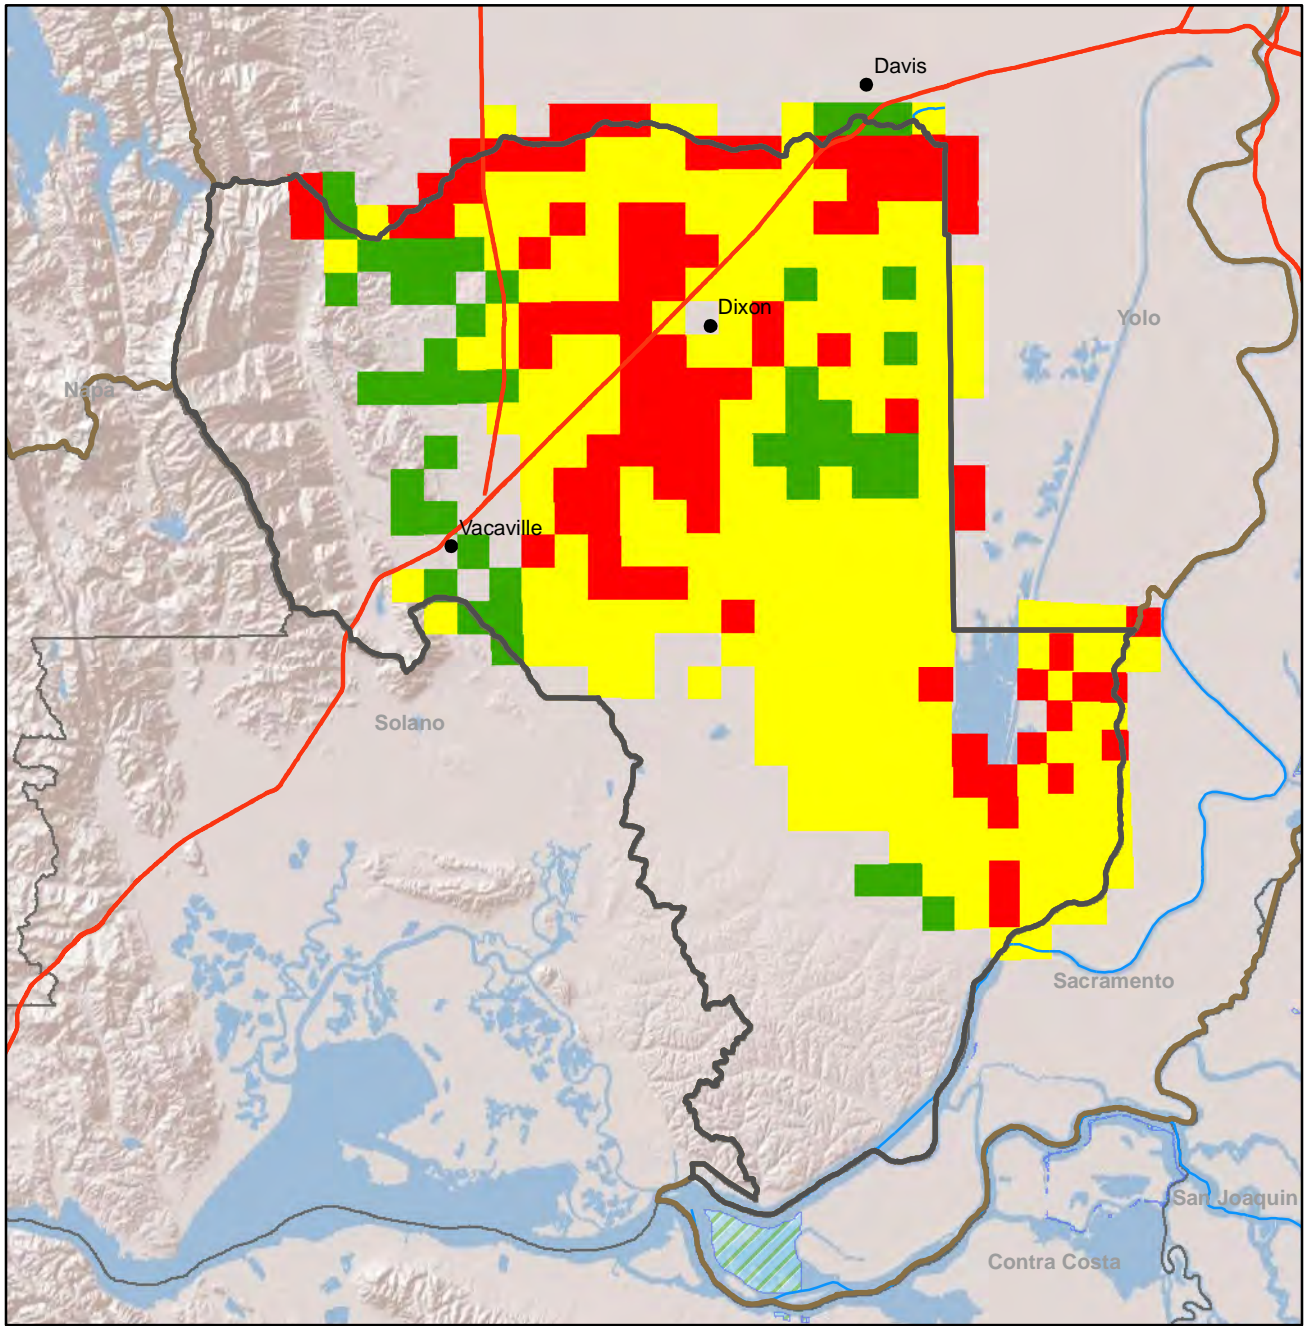 Davis
Dixon
Yolo
Napa
Vacaville
Solano
Sacramento
San Joaquin
Contra Costa